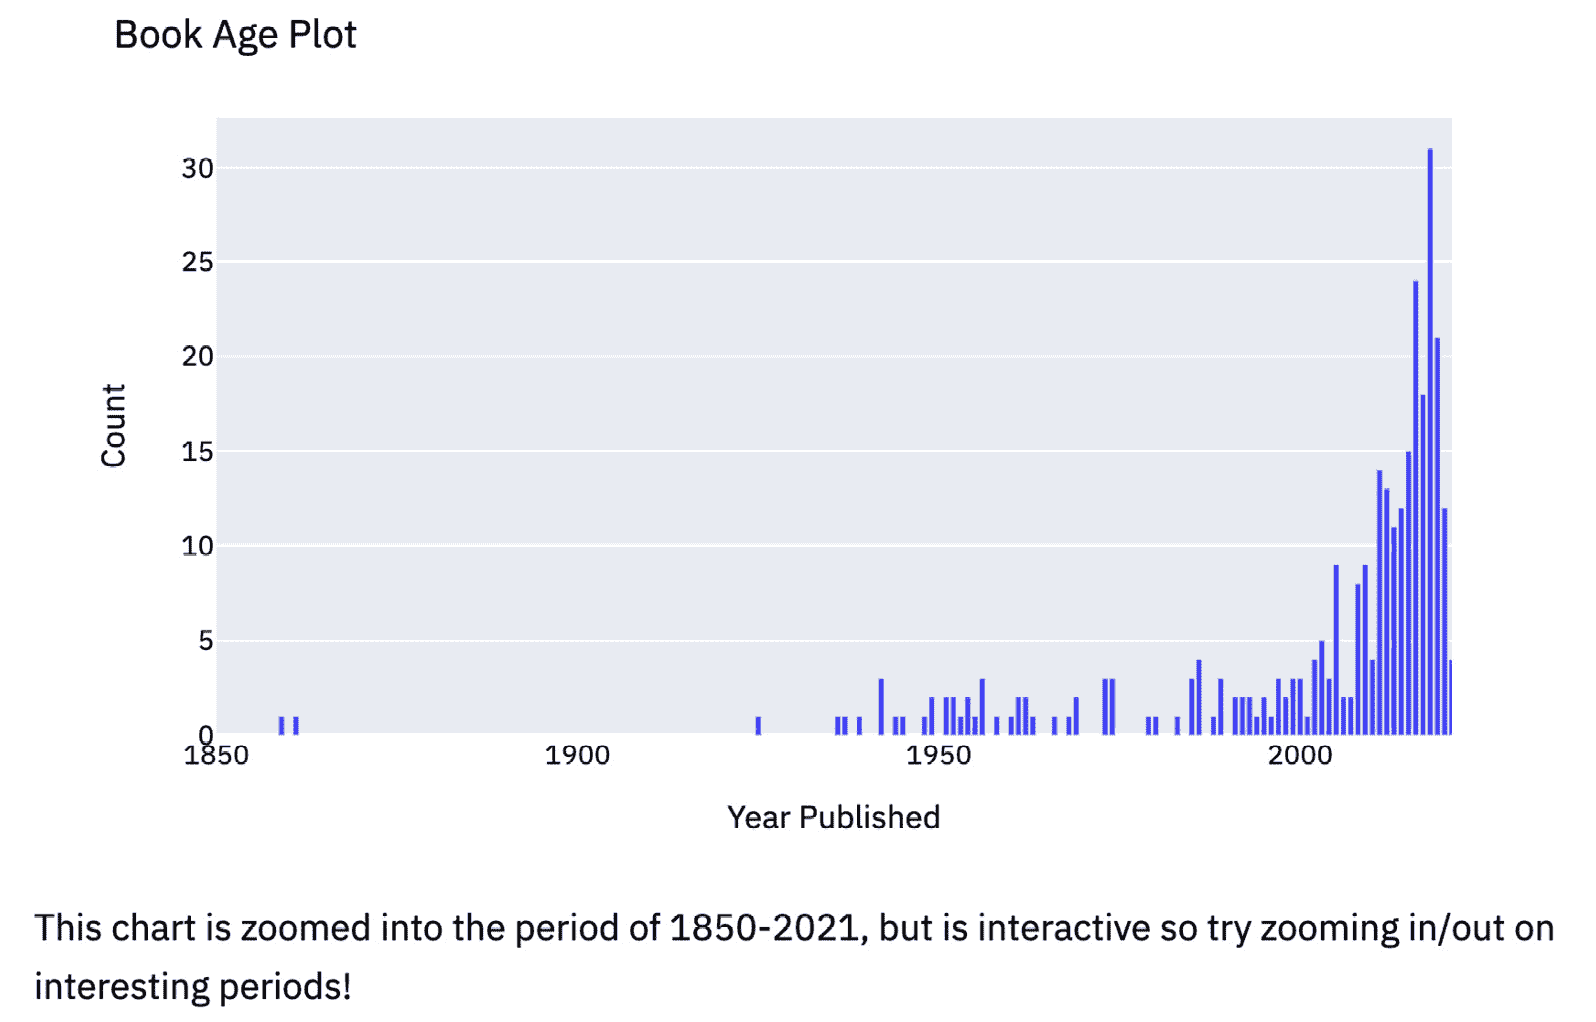 Book Age Plot
30
25
20
15
10
5
0
Count
1850
1900
1950
2000
Year Published
This chart is zoomed into the period of 1850-2021, but is interactive so try zooming in/out on
interesting periods!